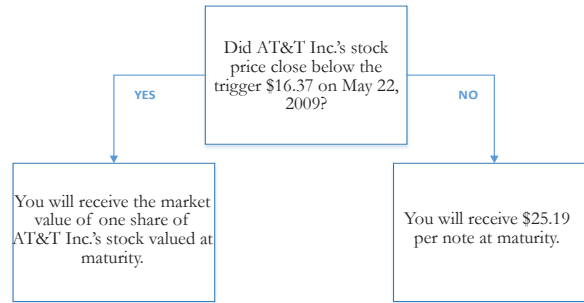 Did AT&T Inc.'s stock
price close below the
trigger $16.37 on May 22,
2009?
YES
NO
You will receive the market
value of one share of
AT&T Inc.'s stock valued at
maturity.
You will receive $25.19
per note at maturity.